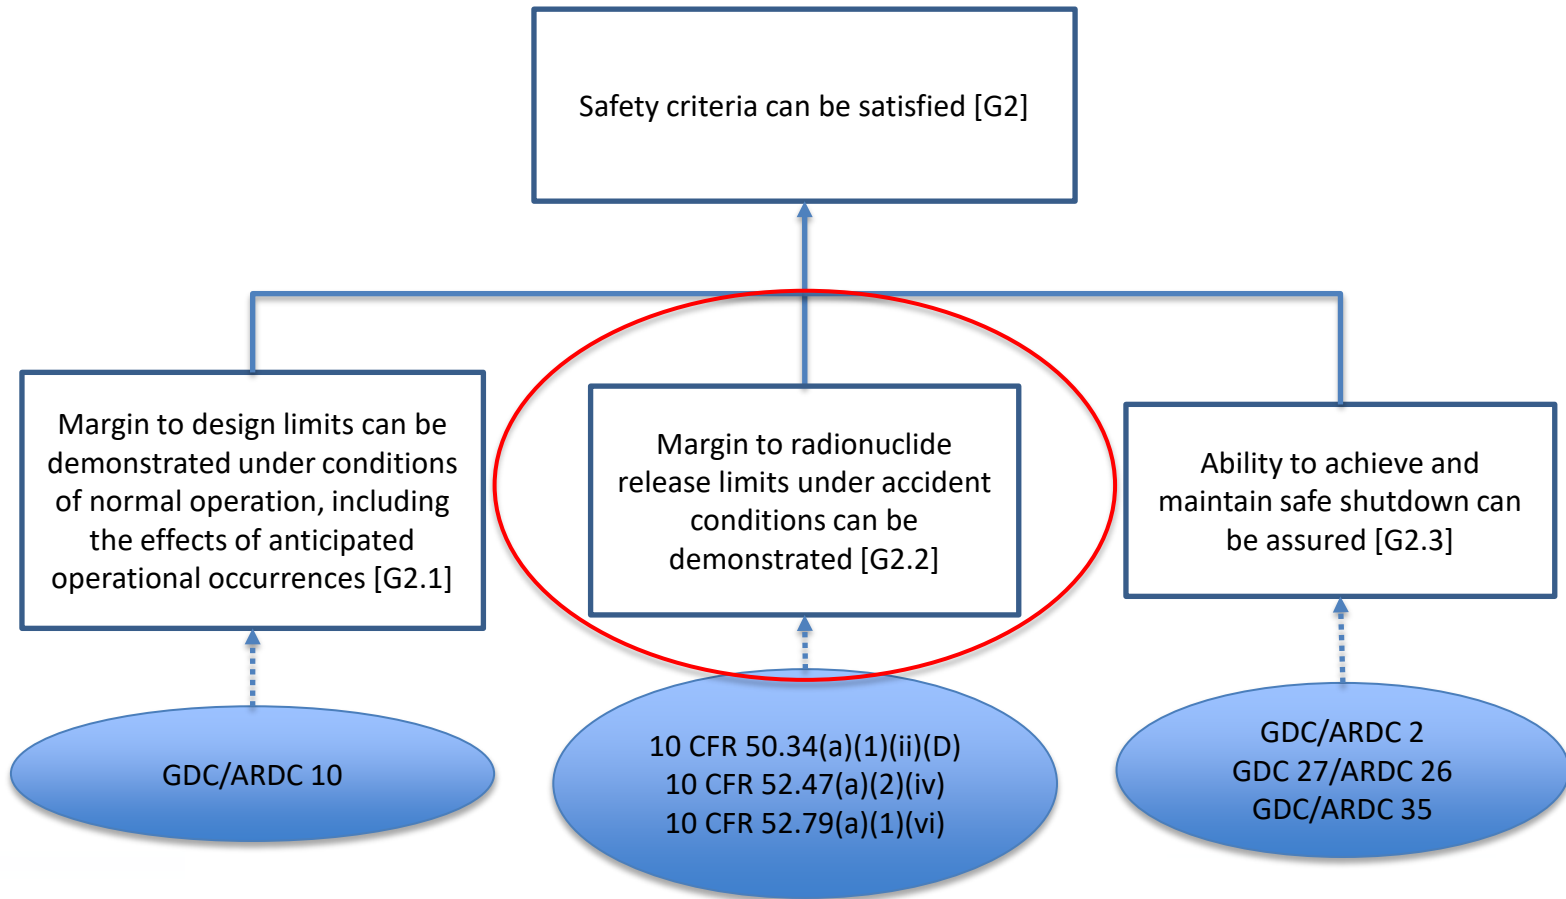 Safety criteria can be satisfied [G2]
Margin to design limits can be
demonstrated under conditions
of normal operation, including
the effects of anticipated
operational occurrences [G2.1]
Margin to radionuclide
release limits under accident
conditions can be
demonstrated [G2.2]
Ability to achieve and
maintain safe shutdown can
be assured [G2.3]
GDC/ARDC 10
10 CFR 50.34(a)(1)(ii)(D)
10 CFR 52.47(a)(2)(iv)
10 CFR 52.79(a)(1)(vi)
GDC/ARDC 2
GDC 27/ARDC 26
GDC/ARDC 35